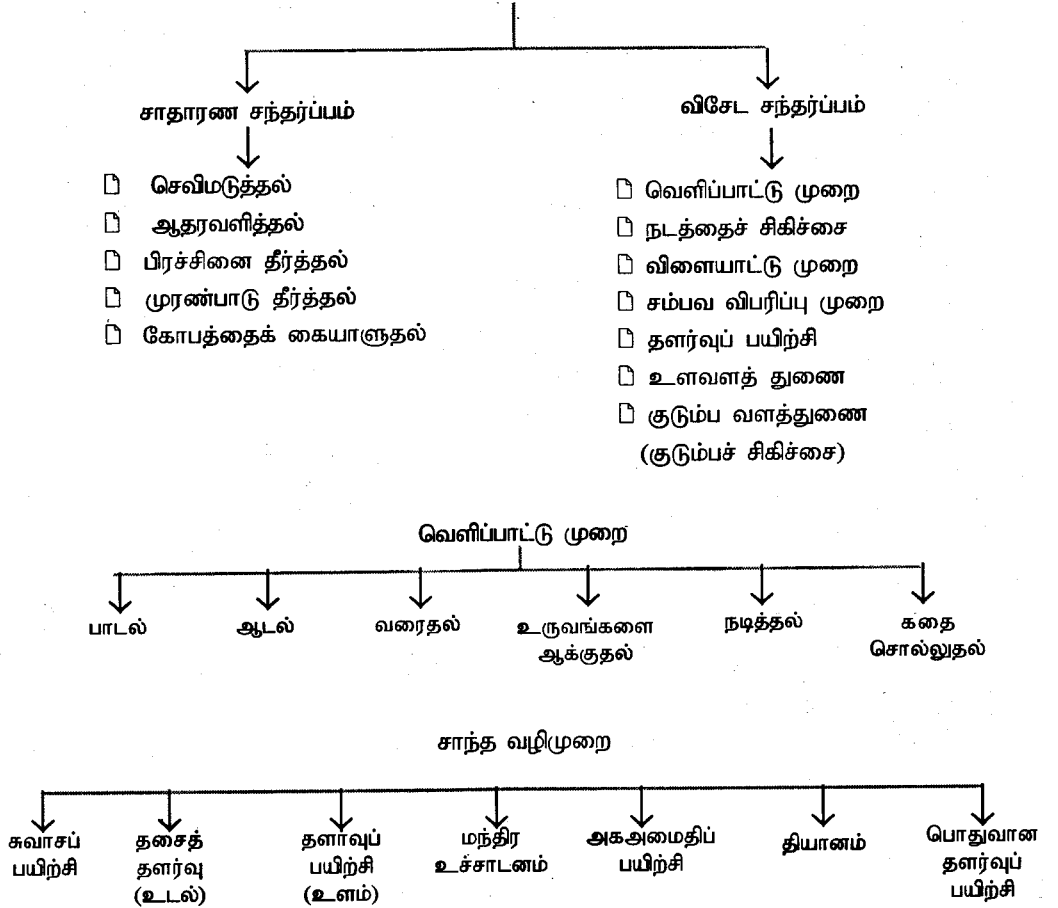 சாதாரண சந்தர்ப்பம்
செவிமடுத்தல்
ஆதரவளித்தல்
பிரச்சினை தீர்த்தல்
முரண்பாடு தீர்த்தல்
கோபத்தைக் கையாளுதல்
விசேட சந்தர்ப்பம்
வெளிப்பாட்டு முறை
நடத்தைச் சிகிச்சை
விளையாட்டு முறை
சம்பவ விபரிப்பு முறை
தளர்வுப் பயிற்சி
உளவளத் துணை
குடும்ப வளத்துணை
(குடும்பச் சிகிச்சை)
வெளிப்பாட்டு முறை
பாடல்
ஆடல்
வரைதல்
உருவங்களை
ஆக்குதல்
நடித்தல்
கதை
சொல்லுதல்
சாந்த வழிமுறை
சுவாசப்
பயிற்சி
தசைத்
தளர்வு
(உடல்)
தளர்வுப்
பயிற்சி
(உளம்)
மந்திர
உச்சாடனம்
அகஅமைதிப்
பயிற்சி
தியானம்
பொதுவான
தளர்வுப்
பயிற்சி